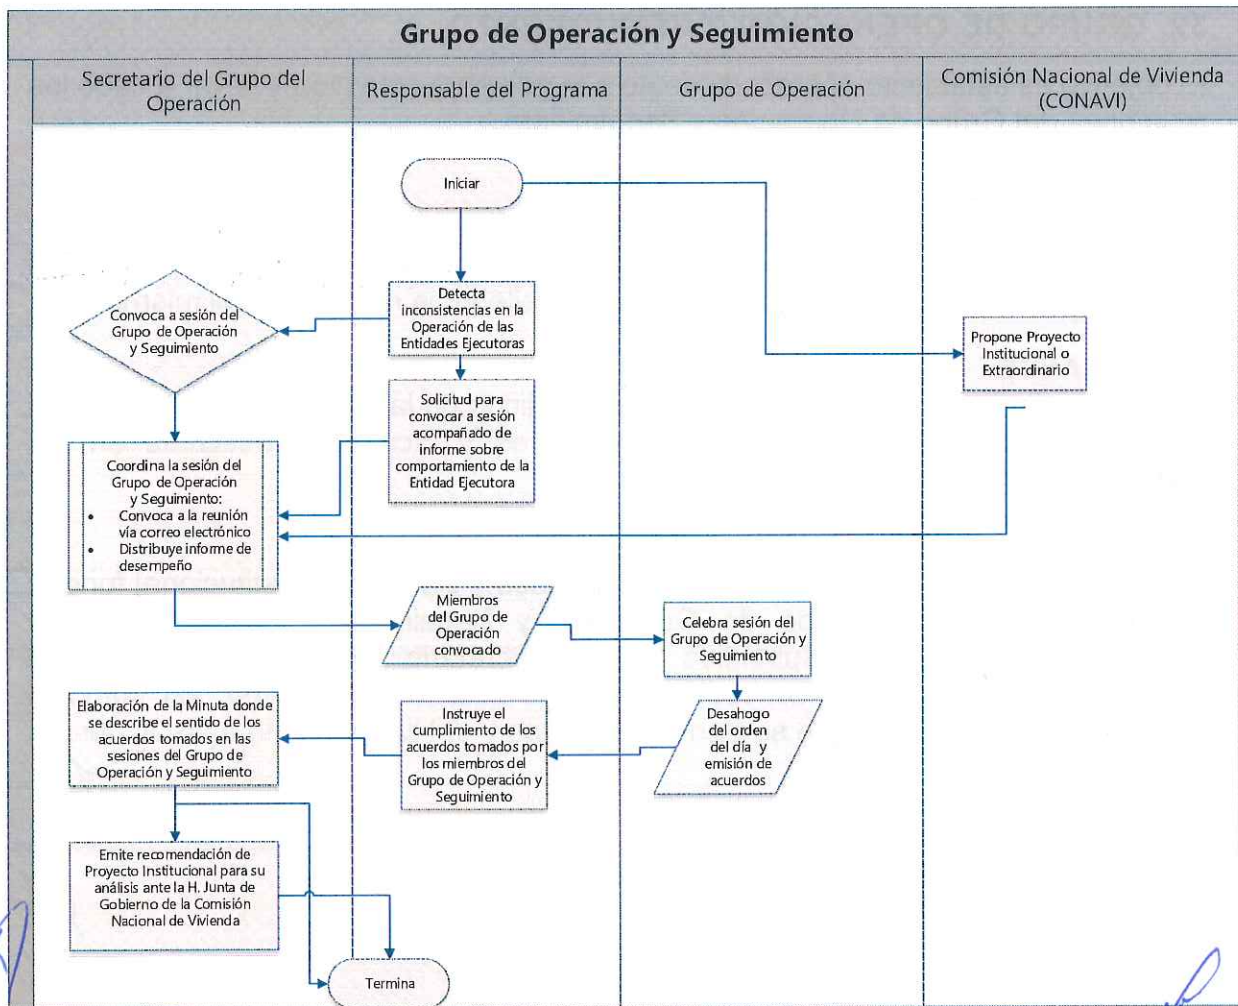 Grupo de Operación y Seguimiento
Secretario del Grupo del
Operación
Responsable del Programa
Grupo de Operación
Comisión Nacional de Vivienda
(CONAVI)
Iniciar
Detecta
inconsistencias en la
Operación de las
Entidades Ejecutoras
Convoca a sesión del
Grupo de Operación
y Seguimiento
Propone Proyecto
Institucional o
Extraordinario
Solicitud para
convocar a sesión
acompañado de
informe sobre
comportamiento de la
Entidad Ejecutora
Coordina la sesión del
Grupo de Operación
y Seguimiento:
• Convoca a la reunión
vía correo electrónico
• Distribuye informe de
desempeño
Miembros
del Grupo de
Operación
convocado
Celebra sesión del
Grupo de Operación y
Seguimiento
Desahogo
del orden
del día y
emisión de
acuerdos
Instruye el
cumplimiento de los
acuerdos tomados por
los miembros del
Grupo de Operación y
Seguimiento
Elaboración de la Minuta donde
se describe el sentido de los
acuerdos tomados en las
sesiones del Grupo de
Operación y Seguimiento
Emite recomendación de
Proyecto Institucional para su
análisis ante la H. Junta de
Gobierno de la Comisión
Nacional de Vivienda
Termina